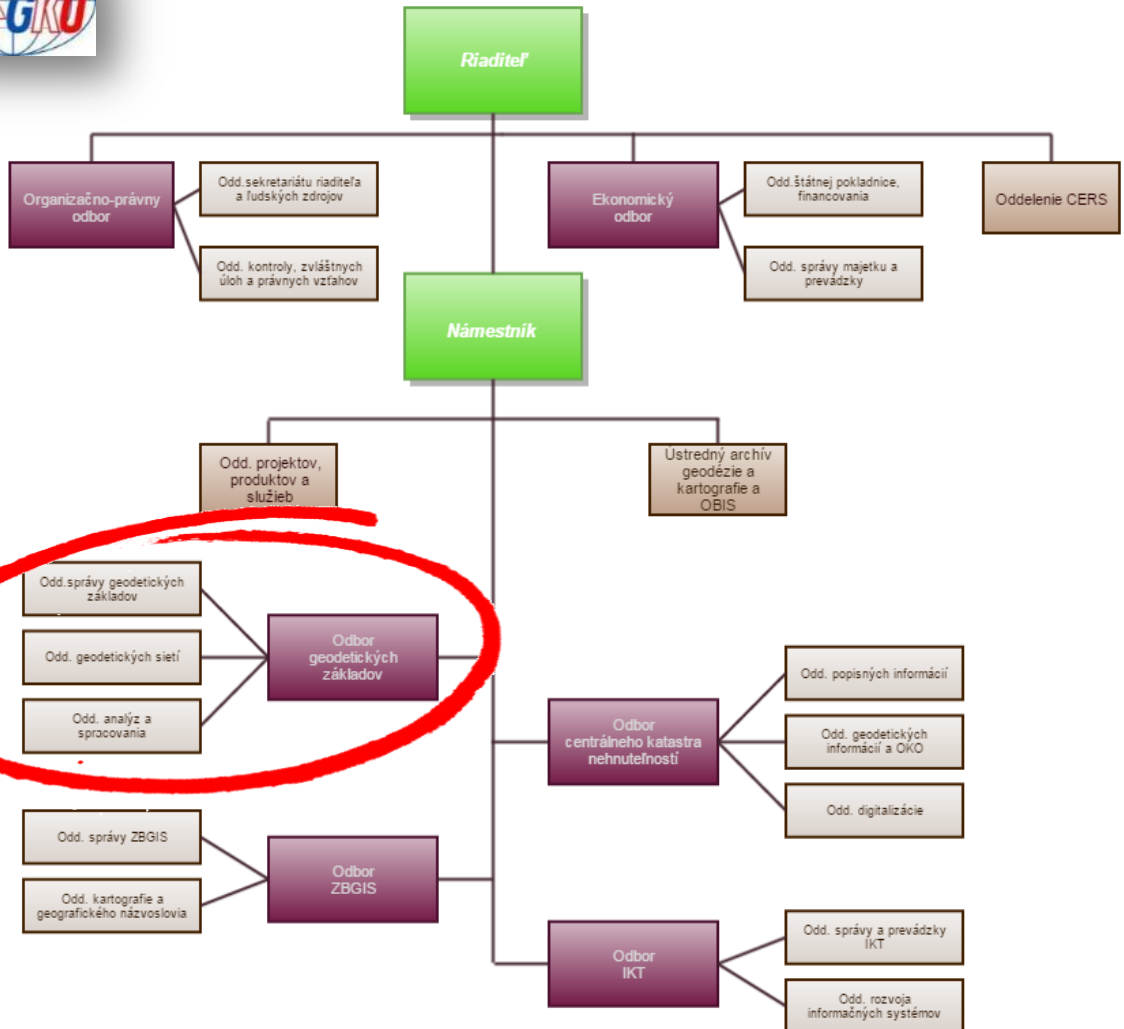 GKU
Riaditeľ
Organizačno-právny
odbor
Odd.sekretariátu riaditeľa
a ľudských zdrojov
Odd. kontroly, zvláštnych
úloh a právnych vzťahov
Ekonomický
odbor
Odd.štátnej pokladnice,
financovania
Odd. správy majetku a
prevádzky
Oddelenie CERS
Námestník
Odd. projektov,
produktov a
služieb
Ústredný archív
geodézie a
kartografie a
OBIS
Odd.správy geodetických
základov
Odd. geodetických sietí
Odd. analýz a
spracovania
Odbor
geodetických
základov
Odbor
centrálneho katastra
nehnuteľností
Odd. popisných informácií
Odd. geodetických
informácií a OKO
Odd. digitalizácie
Odd. správy ZBGIS
Odd. kartografie a
geografického názvoslovia
Odbor
ZBGIS
Odbor
IKT
Odd. správy a prevádzky
IKT
Odd. rozvoja
informačných systémov